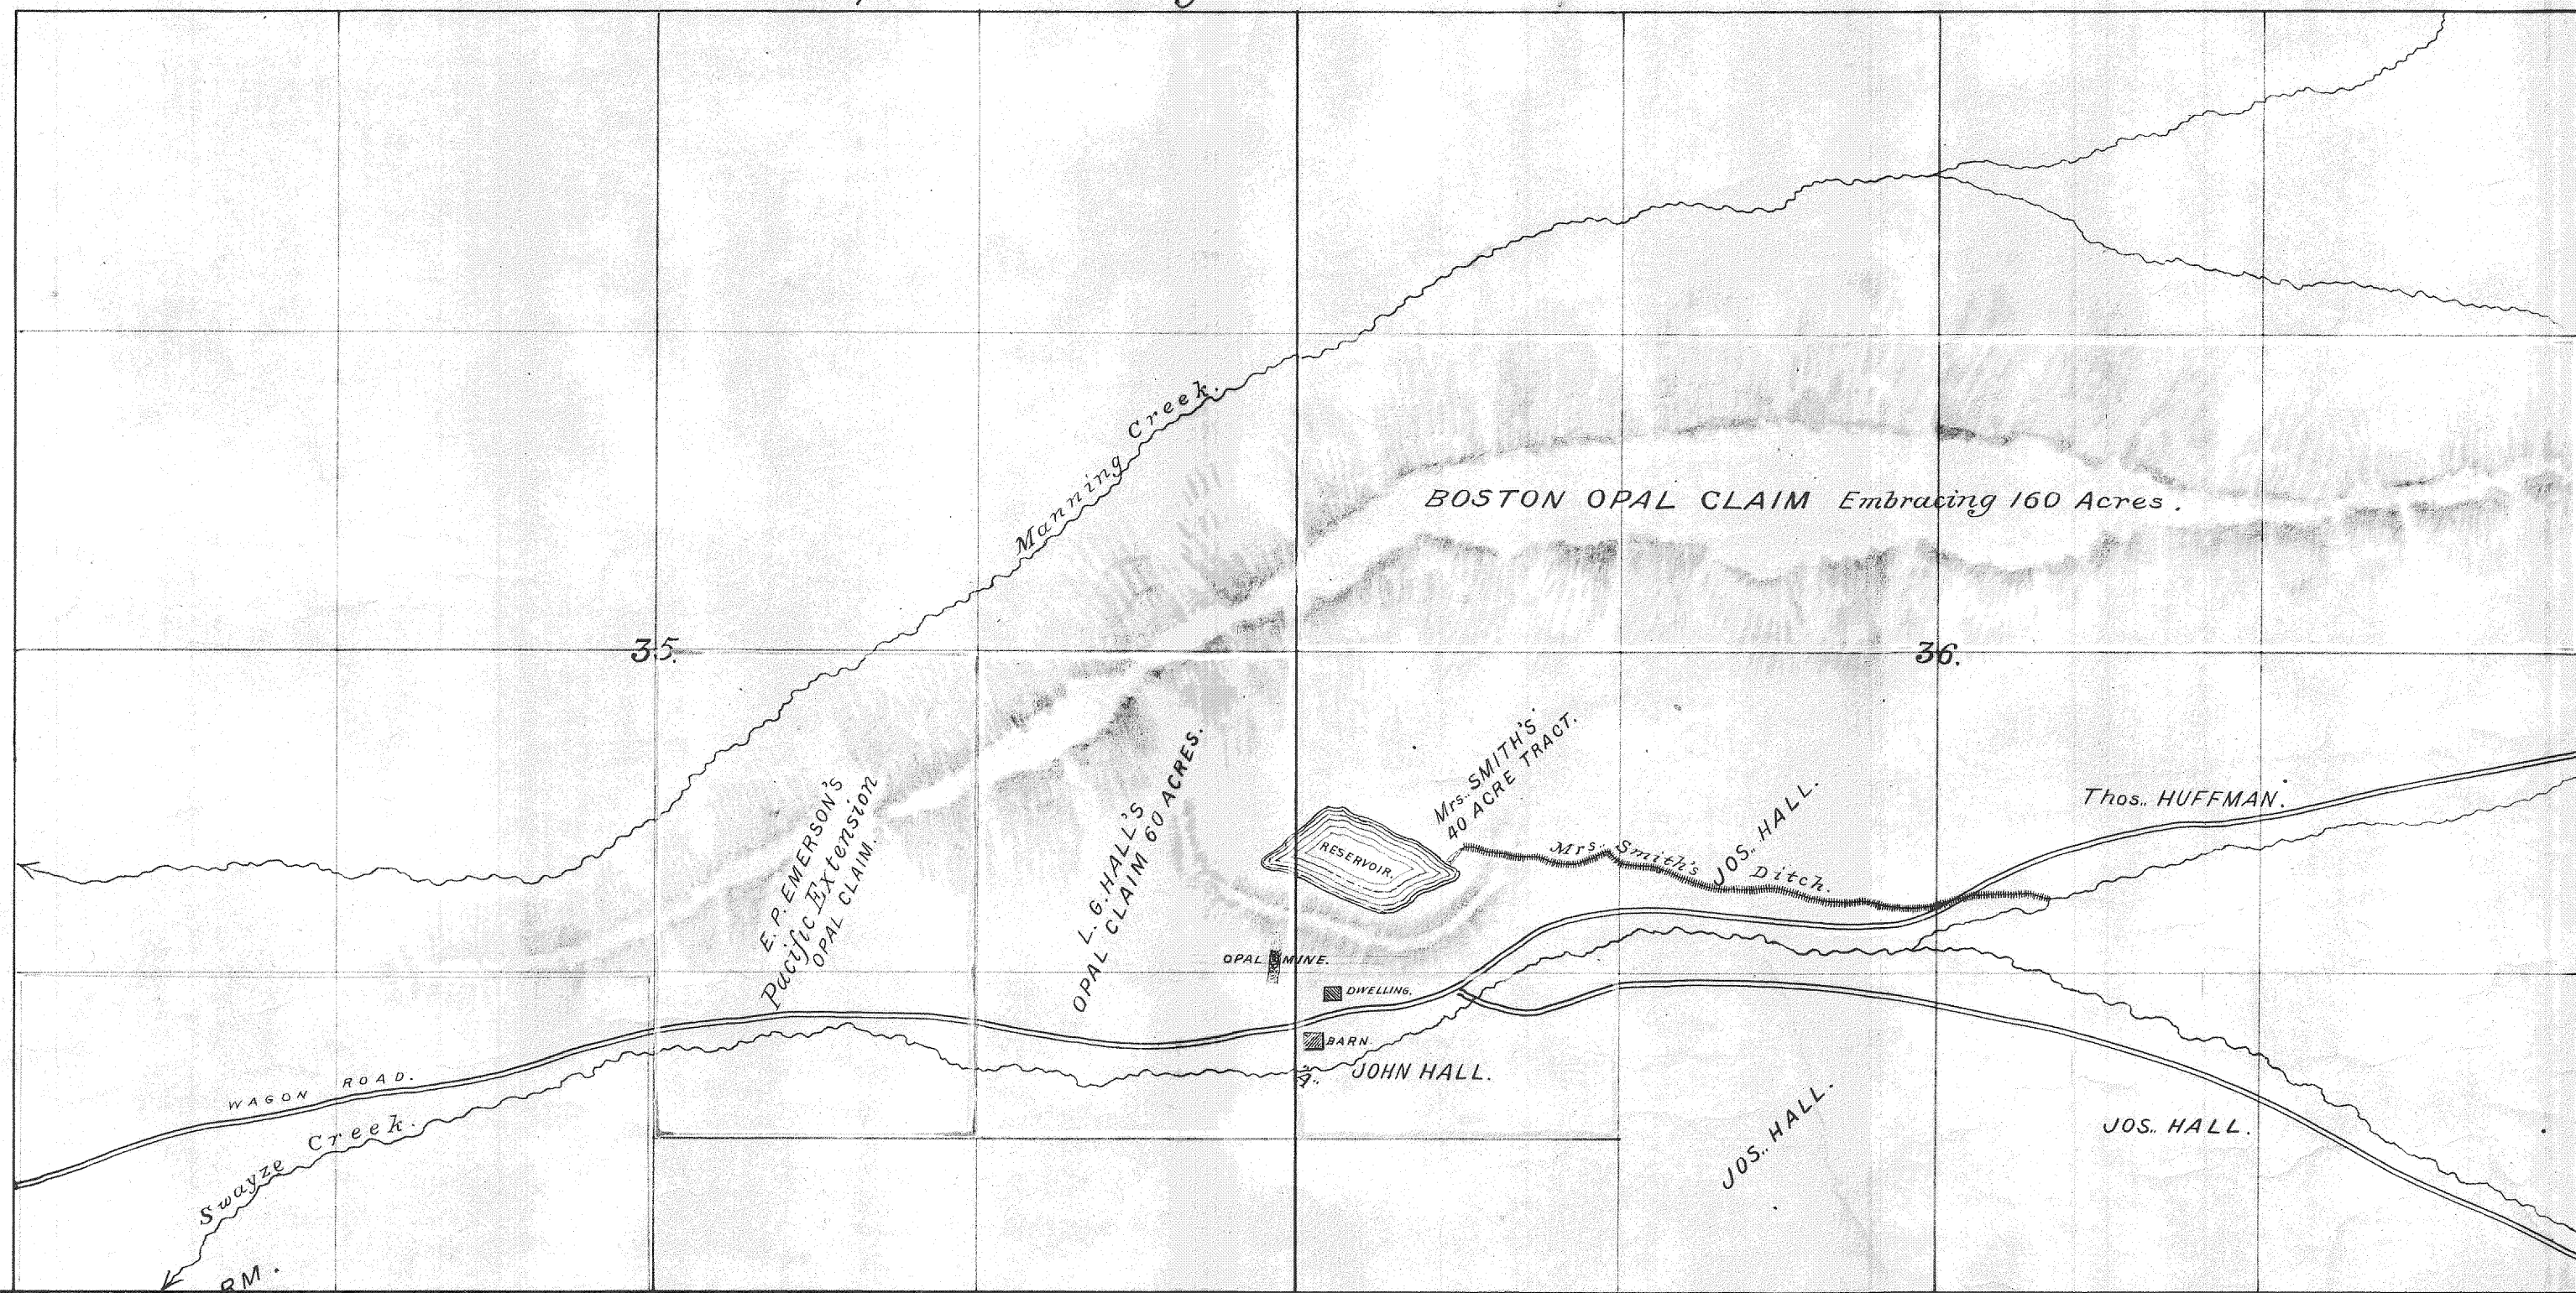 Manning Creek.
BOSTON OPAL CLAIM Embracing 160 Acres.
35.
36.
E. P. EMERSON'S
Pacific Extension
OPAL CLAIM.
L. G. HALL'S
OPAL CLAIM 60 ACRES.
RESERVOIR.
Mrs. SMITH'S
40 ACRE TRACT.
Mrs. Smith's Ditch.
JOS. HALL.
Thos. HUFFMAN.
OPAL MINE.
DWELLING.
BARN.
JOHN HALL.
WAGON ROAD.
Swayze Creek.
JOS. HALL.
JOS. HALL.
RM.